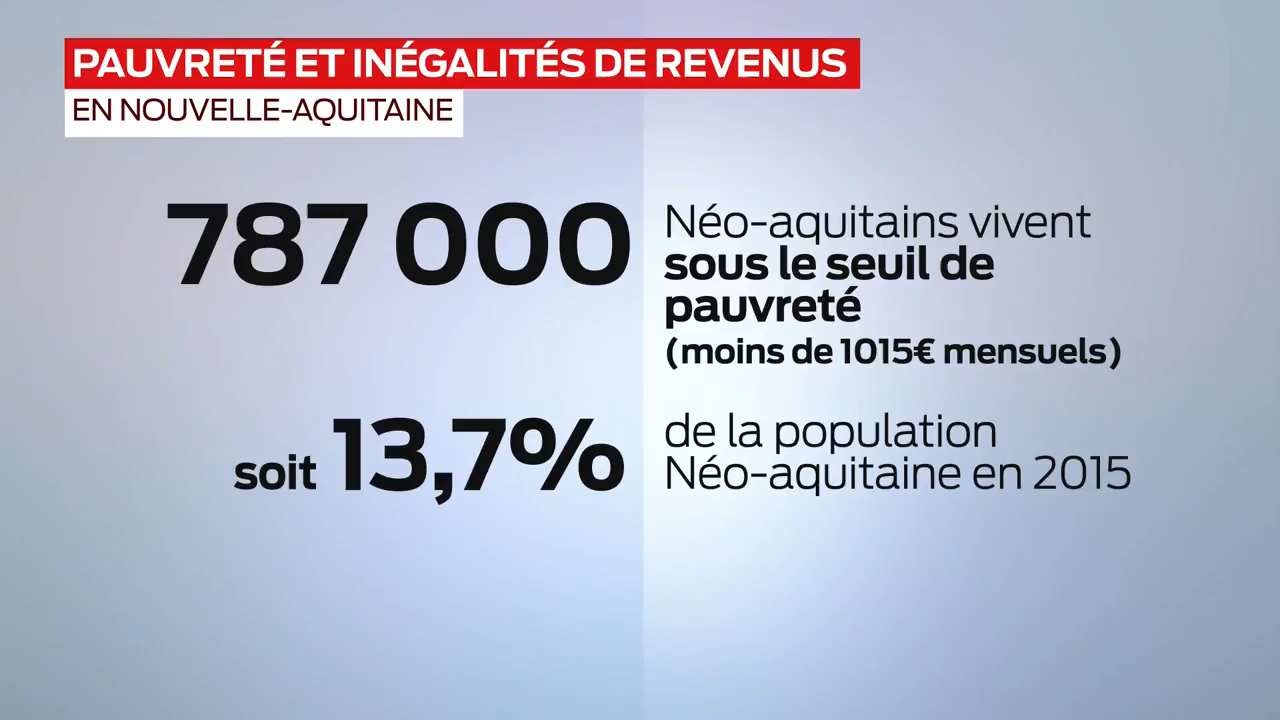 PAUVRETÉ ET INÉGALITÉS DE REVENUS
EN NOUVELLE-AQUITAINE
787 000
Néo-aquitains vivent
sous le seuil de
pauvreté
(moins de 1015€ mensuels)
soit 13,7%
de la population
Néo-aquitaine en 2015